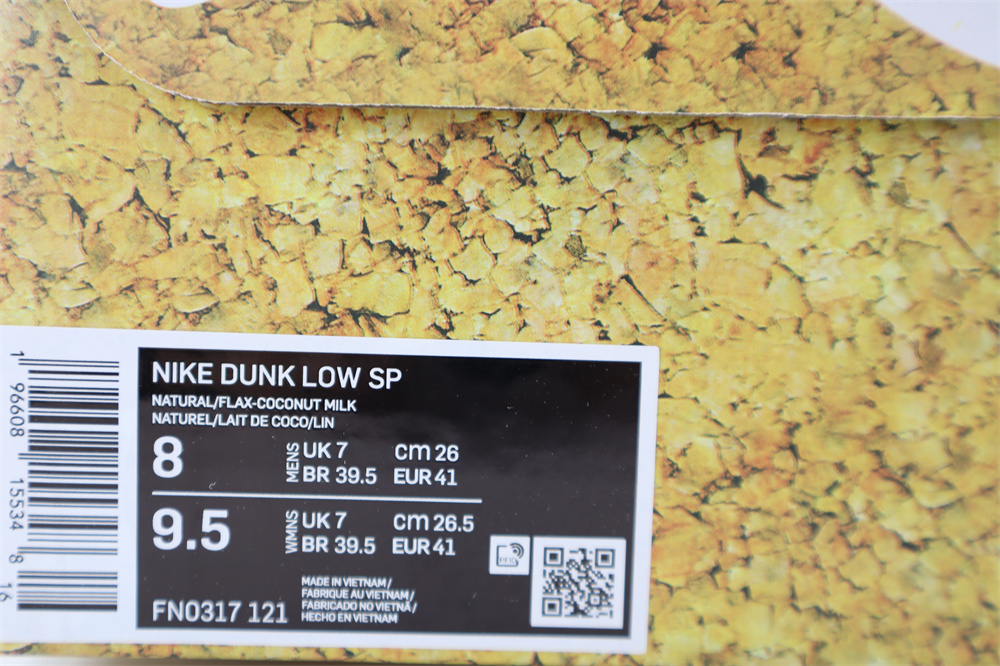 NIKE DUNK LOW SP
NATURAL/FLAX-COCONUT MILK
NATUREL/LAIT DE COCO/LIN
8 MENS UK 7 cm 26
BR 39.5 EUR 41
9.5 WMNS UK 7 cm 26.5
BR 39.5 EUR 41
MADE IN VIETNAM/
FABRIQUE AU VIETNAM/
FABRICADO NO VIETNÃ/
HECHO EN VIETNAM
FN0317 121
1 96608 15534 8 16